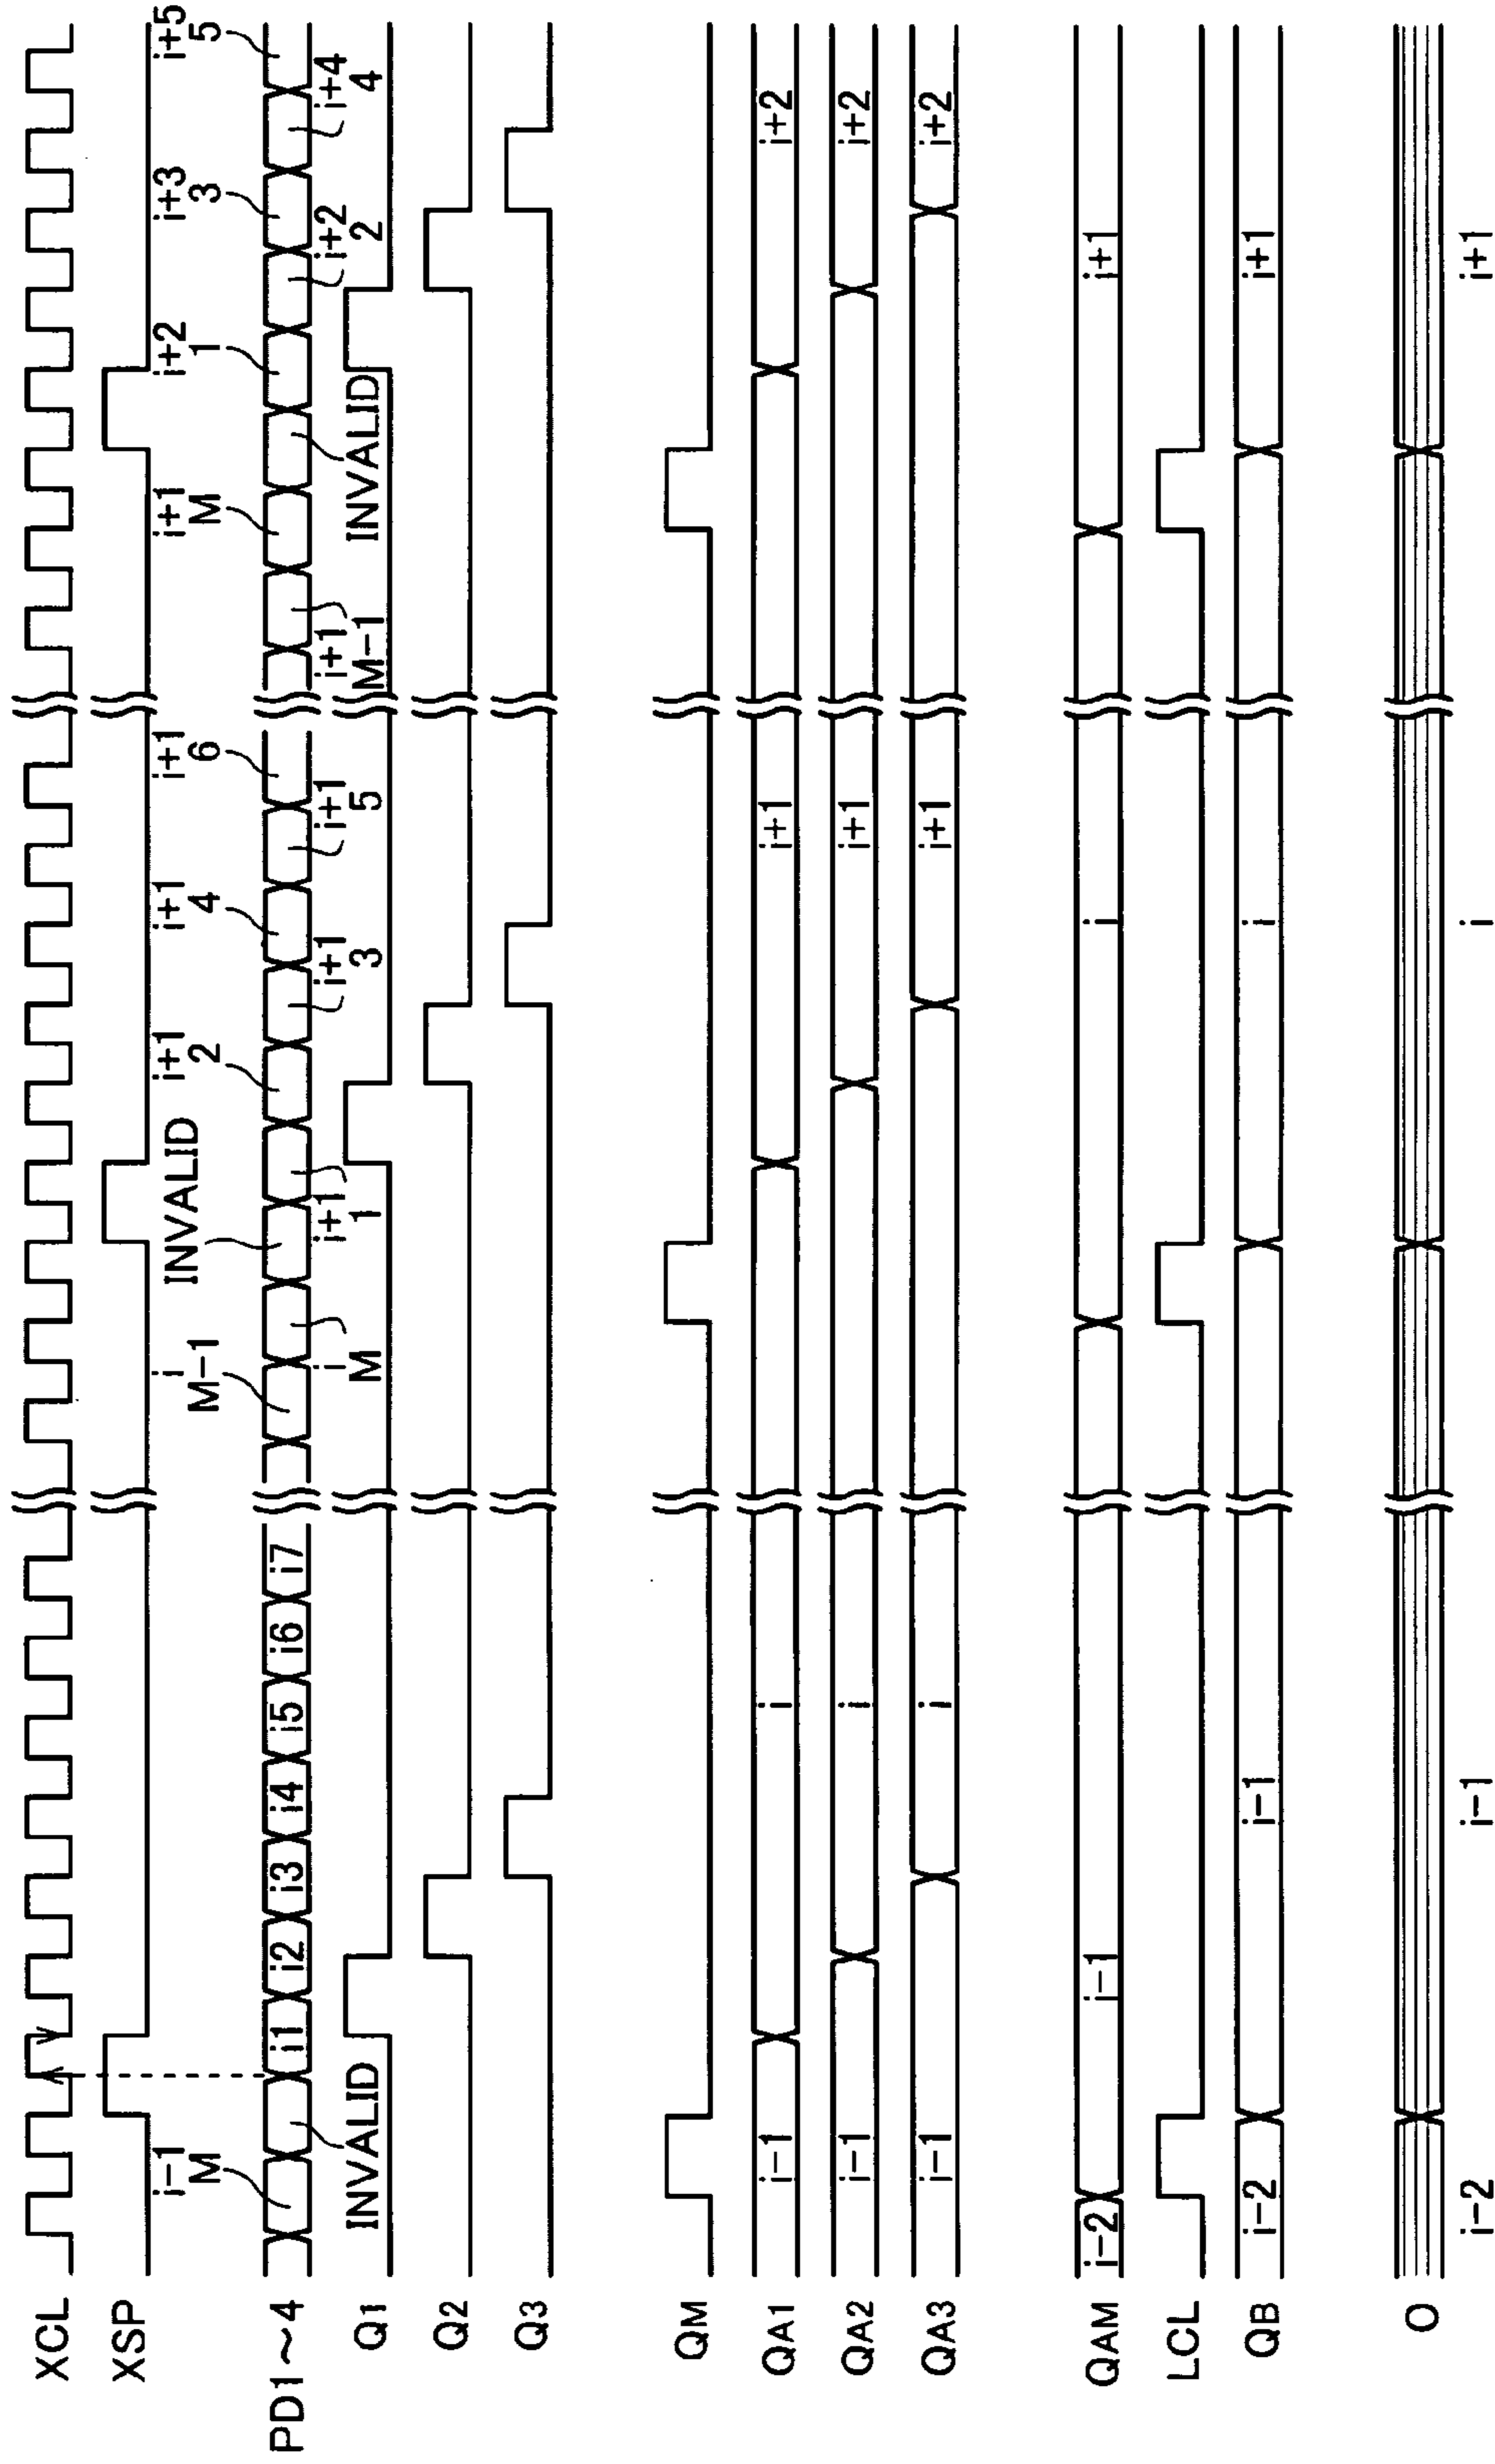 XCL
XSP
i-1 i INVALID i+1 i+1 i+1 i+1 i+2 i+3 i+5
M M-1 2 4 6 M 1 3 5
PD1~4 i1 i2 i3 i4 i5 i6 i7
INVALID i i+1 i+1 i+1 i+1 INVALID i+2 i+4
M 1 3 5 M-1 2 4
Q1
Q2
Q3
QM
QA1 i-1 i i+1 i+2
QA2 i-1 i i+1 i+2
QA3 i-1 i i+1 i+2
QAM i-2 i-1 i i+1
LCL
QB i-2 i-1 i i+1
O
i-2 i-1 i i+1